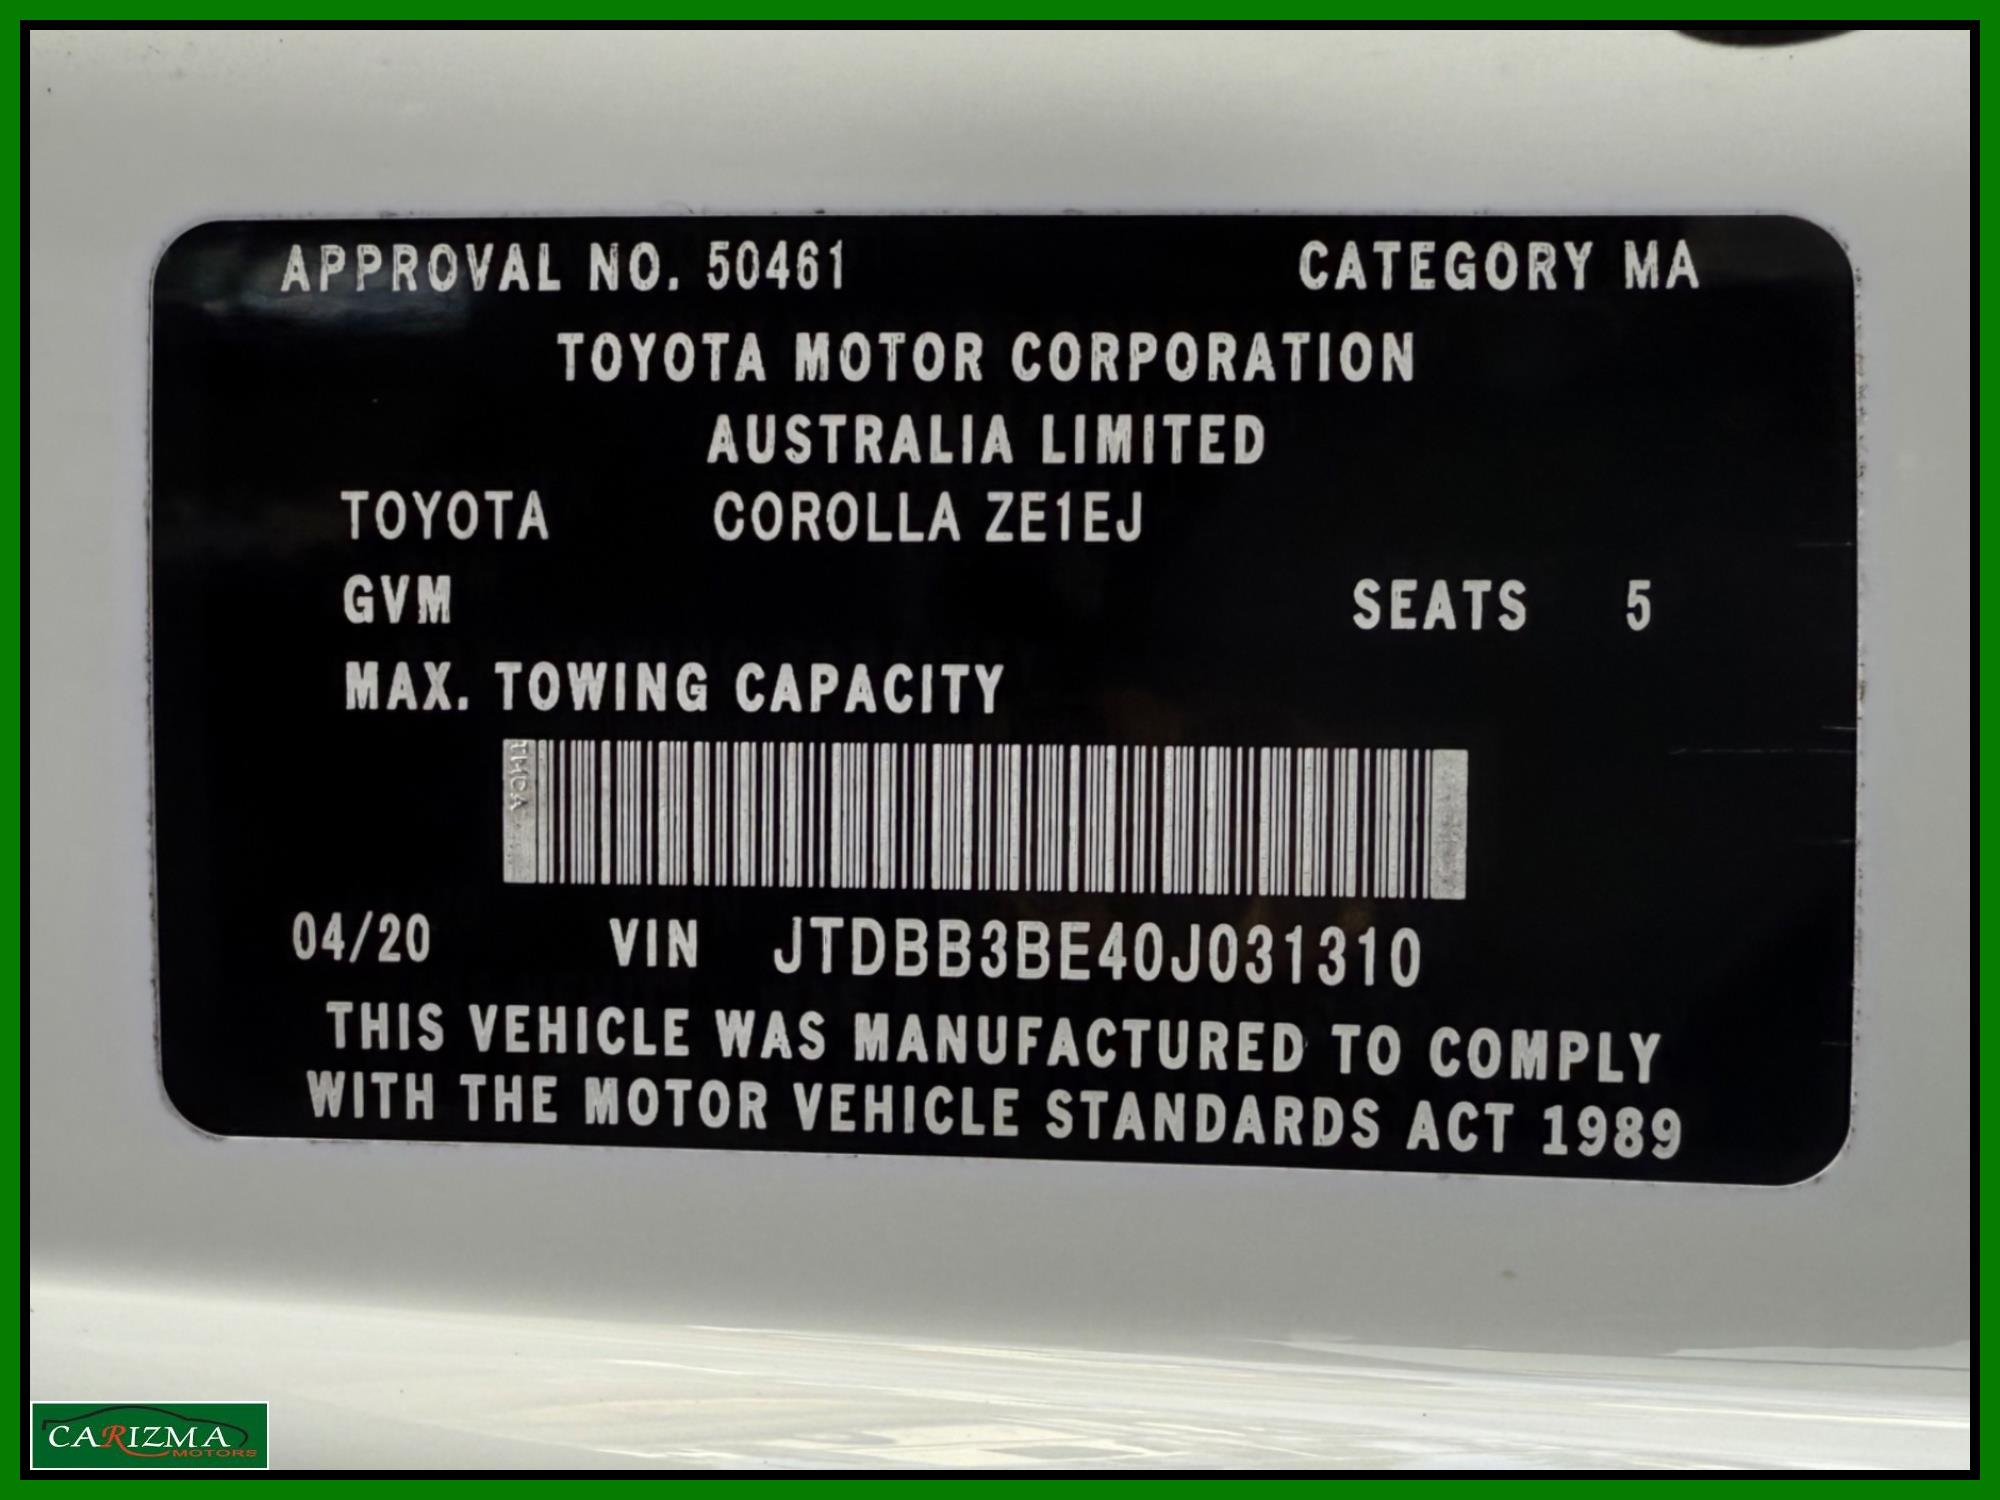 APPROVAL NO. 50461 CATEGORY MA
TOYOTA MOTOR CORPORATION
AUSTRALIA LIMITED
TOYOTA COROLLA ZE1EJ
GVM SEATS 5
MAX. TOWING CAPACITY
TMCA
04/20 VIN JTDBB3BE40J031310
THIS VEHICLE WAS MANUFACTURED TO COMPLY
WITH THE MOTOR VEHICLE STANDARDS ACT 1989
CARIZMA
MOTORS